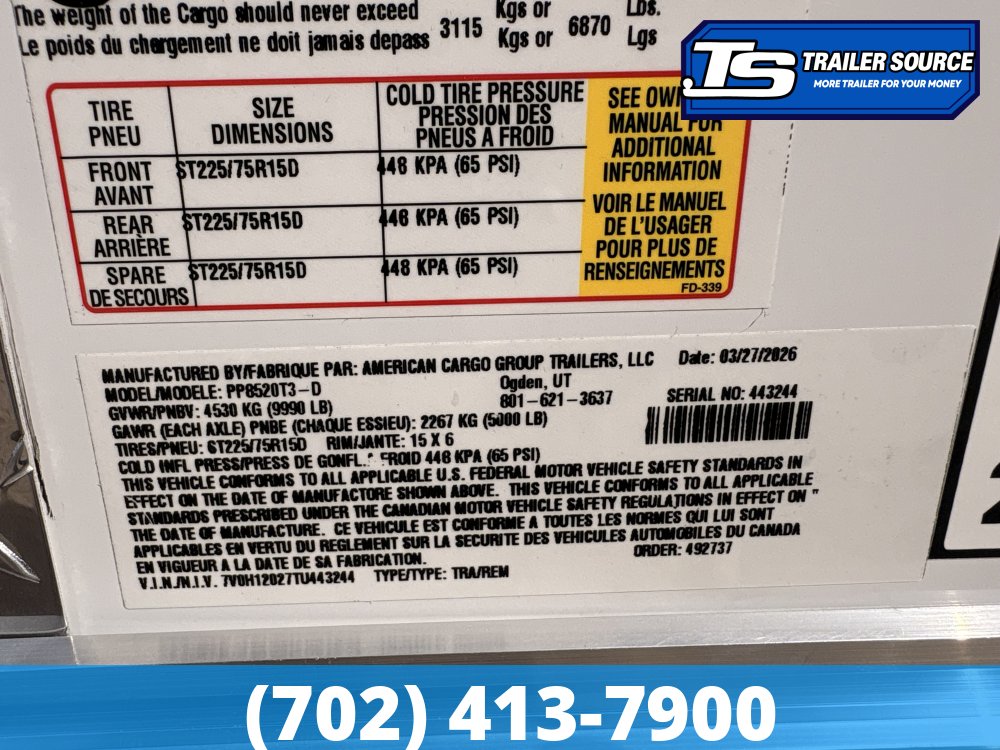 The weight of the Cargo should never exceed 3115 Kgs or 6870 Lbs.
Le poids du chargement ne doit jamais depass 3115 Kgs or 6870 Lgs
TS TRAILER SOURCE
MORE TRAILER FOR YOUR MONEY
TIRE PNEU
SIZE DIMENSIONS
COLD TIRE PRESSURE
PRESSION DES
PNEUS A FROID
FRONT AVANT
ST225/75R15D
448 KPA (65 PSI)
REAR ARRIÈRE
ST225/75R15D
448 KPA (65 PSI)
SPARE DE SECOURS
ST225/75R15D
448 KPA (65 PSI)
SEE
MANUAL FOR
ADDITIONAL
INFORMATION
VOIR LE MANUEL
DE L'USAGER
POUR PLUS DE
RENSEIGNEMENTS
FD-339
MANUFACTURED BY/FABRIQUE PAR: AMERICAN CARGO GROUP TRAILERS, LLC Date: 03/27/2026
MODEL/MODELE: PP8520T3-D Ogden, UT
GVWR/PNBV: 4530 KG (9990 LB) 801-621-3637 SERIAL NO: 443244
GAWR (EACH AXLE) PNBE (CHAQUE ESSIEU): 2267 KG (5000 LB)
TIRES/PNEU: ST225/75R15D RIM/JANTE: 15 X 6
COLD INFL PRESS/PRESS DE GONFL. FROID 448 KPA (65 PSI)
THIS VEHICLE CONFORMS TO ALL APPLICABLE U.S. FEDERAL MOTOR VEHICLE SAFETY STANDARDS IN
EFFECT ON THE DATE OF MANUFACTORE SHOWN ABOVE. THIS VEHICLE CONFORMS TO ALL APPLICABLE
STANDARDS PRESCRIBED UNDER THE CANADIAN MOTOR VEHICLE SAFETY REGULATIONS IN EFFECT ON "
THE DATE OF MANUFACTURE. CE VEHICULE EST CONFORME A TOUTES LES NORMES QUI LUI SONT
APPLICABLES EN VERTU DU REGLEMENT SUR LA SECURITE DES VEHICULES AUTOMOBILES DU CANADA
EN VIGUEUR A LA DATE DE SA FABRICATION. ORDER: 492737
V.I.N./N.I.V. 7V0H12027TU443244 TYPE/TYPE: TRA/REM
(702) 413-7900